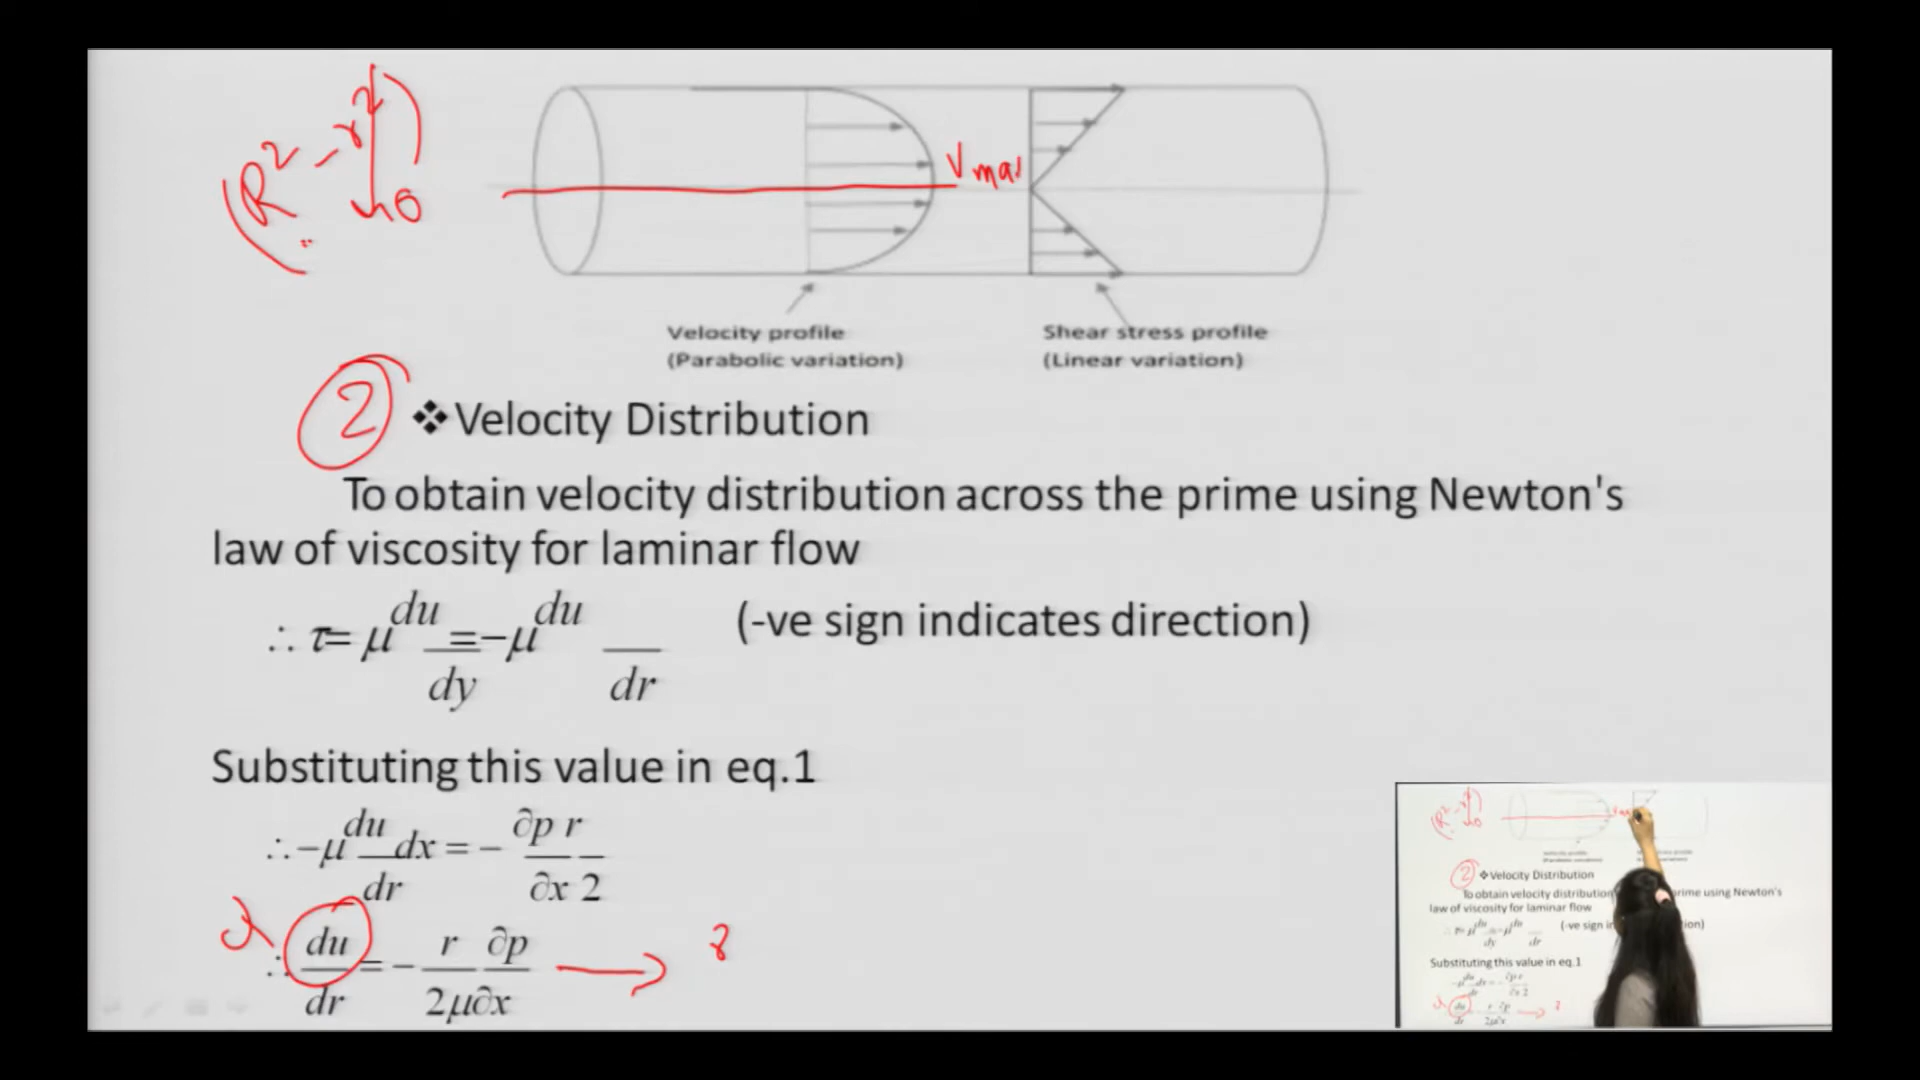 (R² - r²)
0
Vmax
Velocity profile
(Parabolic variation)
Shear stress profile
(Linear variation)
2
❖Velocity Distribution
To obtain velocity distribution across the prime using Newton's
law of viscosity for laminar flow
∴ τ= μ du/dy = -μ du/dr (-ve sign indicates direction)
Substituting this value in eq.1
∴ -μ du/dr dx = - ∂p/∂x r/2
∴ du/dr = - r/2μ ∂p/∂x